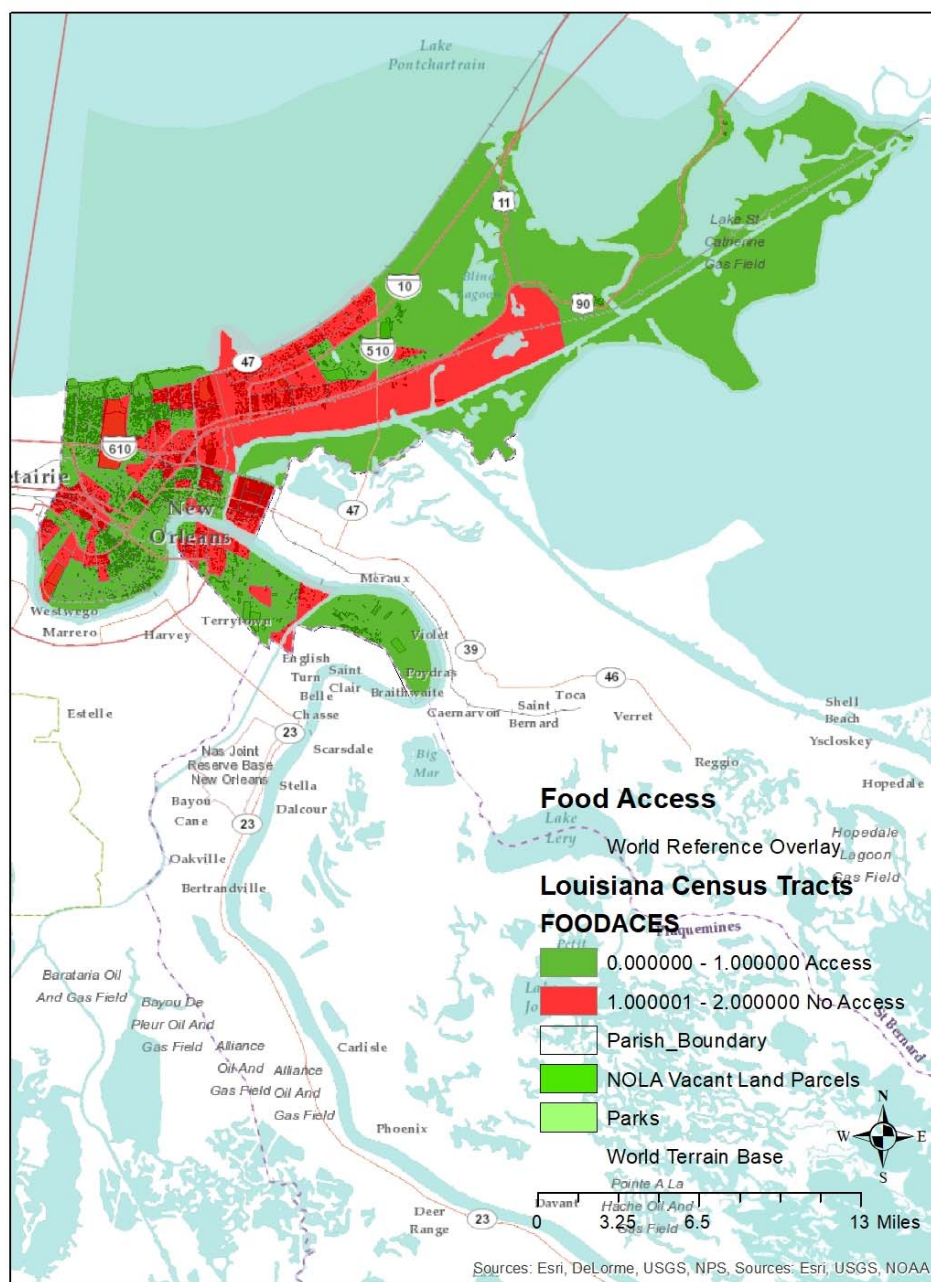 Lake
Pontchartrain
11
Lake St
Catherine
Gas Field
10
Blind
Lagoon
90
47
510
610
etairie
New
Orleans
47
Meraux
Westwego
Marrero
Harvey
Terrytown
Violet
39
English
Turn
Belle
Chasse
Saint
Clair
Poydras
Braithwaite
Caernarvon
Saint
Bernard
Toca
46
Verret
Shell
Beach
Yscloskey
Estelle
23
Scarsdale
Nas Joint
Reserve Base
New Orleans
Big
Mar
Reggio
Hopedale
Stella
Dalcour
Bayou
Cane
23
Oakville
Bertrandville
Lake
Lery
Hopedale
Lagoon
Gas Field
Food Access
World Reference Overlay
Louisiana Census Tracts
FOODACES
Plaquemines
Petit
St Bernard
0.000000 - 1.000000 Access
1.000001 - 2.000000 No Access
Parish_Boundary
NOLA Vacant Land Parcels
Parks
World Terrain Base
Barataria Oil
And Gas Field
Bayou De
Pleur Oil And
Gas Field
Alliance
Oil And
Gas Field
Alliance
Oil And
Gas Field
Carlisle
Phoenix
Deer
Range
23
Davant
Pointe A La
Hache Oil And
Gas Field
N
W
E
S
0 3.25 6.5 13 Miles
Sources: Esri, DeLorme, USGS, NPS, Sources: Esri, USGS, NOAA